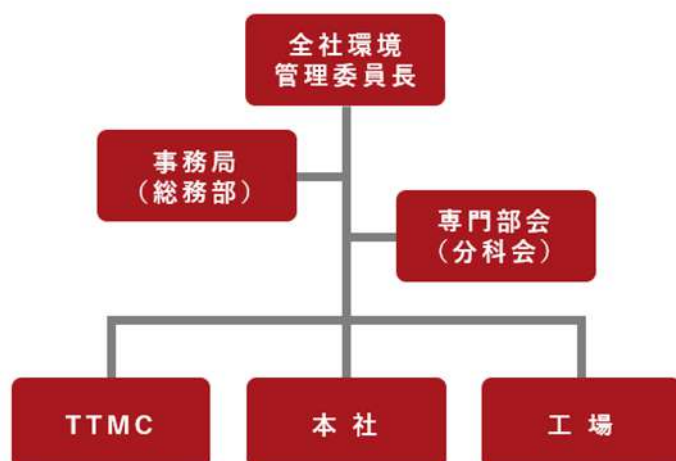 全社環境
管理委員長
事務局
（総務部）
専門部会
（分科会）
TTMC
本 社
工 場